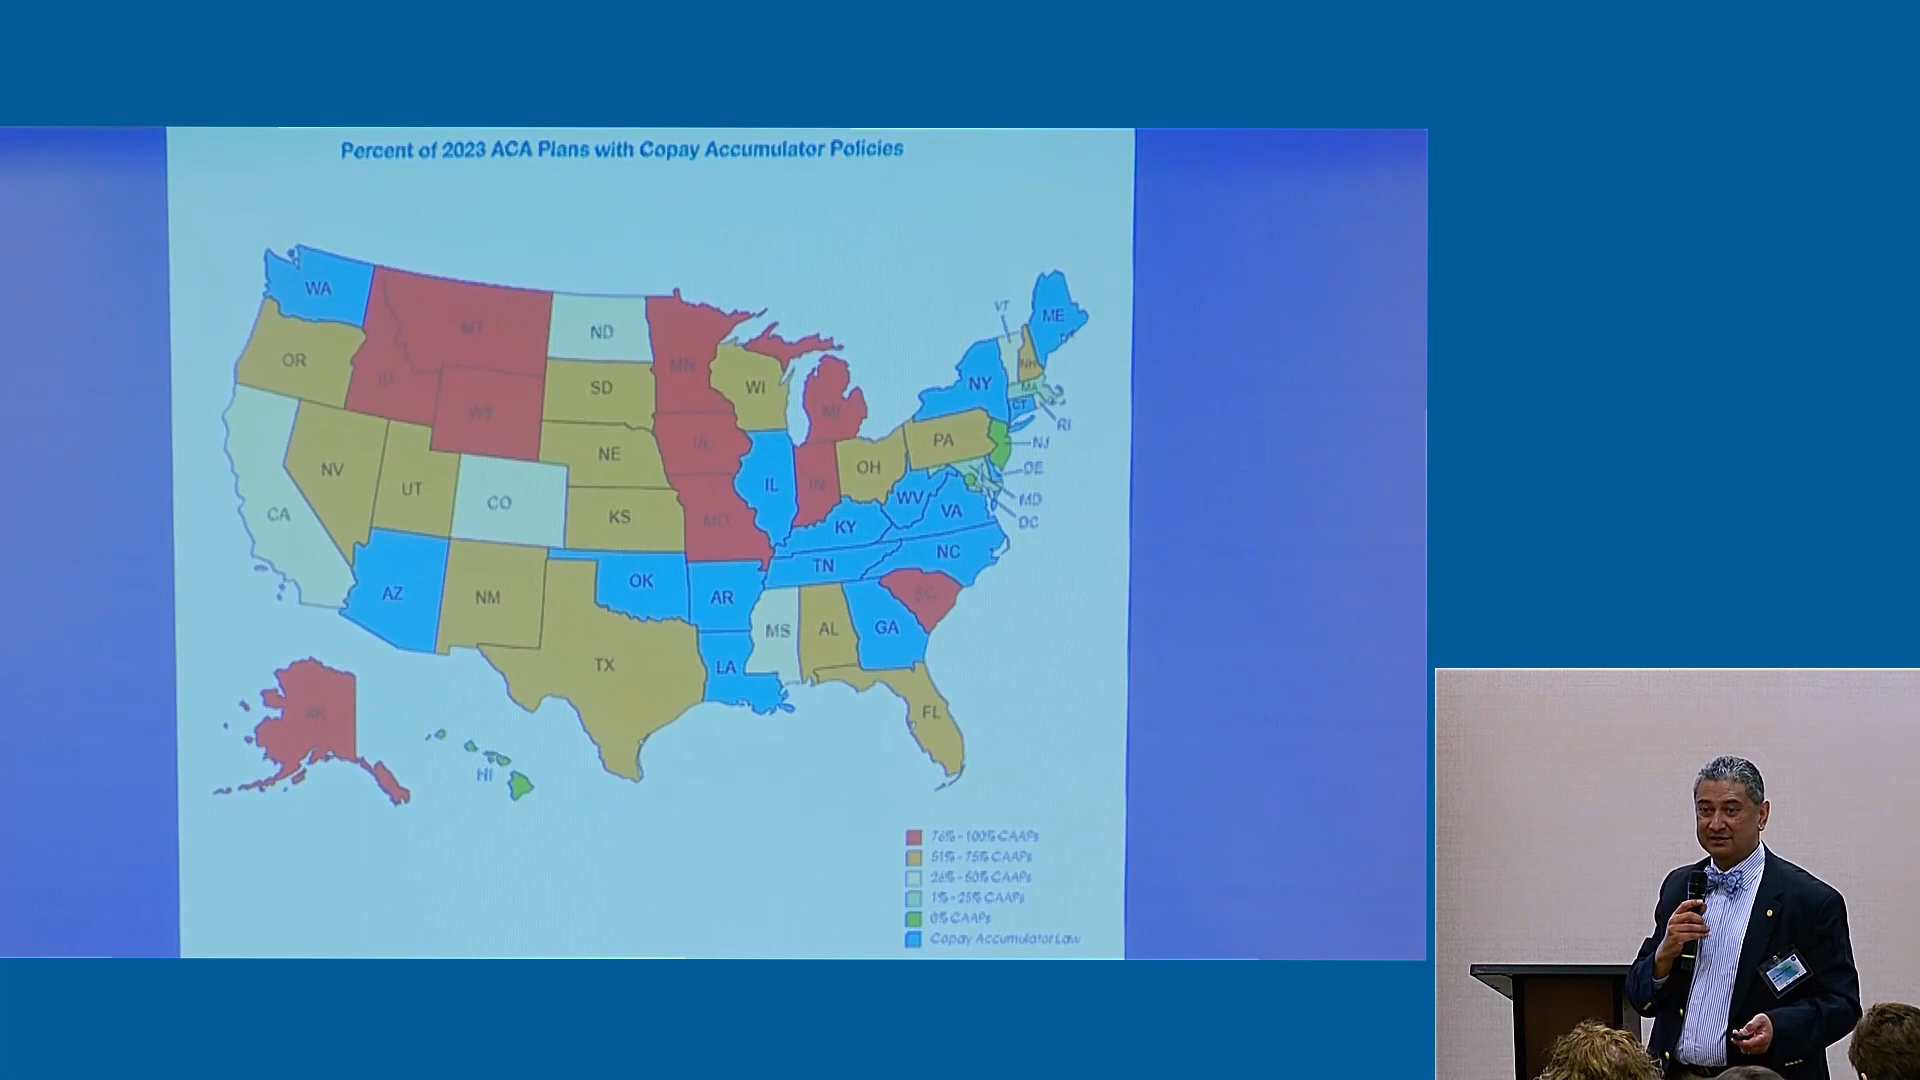 Percent of 2023 ACA Plans with Copay Accumulator Policies
WA
MT
ND
MN
VT
ME
OR
ID
SD
WI
NH
NY
MA
WY
MI
CT
RI
IA
PA
NJ
NE
NV
OH
DE
UT
IL
IN
CO
WV
MD
CA
KS
MO
KY
VA
DC
NC
TN
OK
AZ
NM
AR
SC
MS
AL
GA
TX
LA
AK
FL
HI
76% - 100% CAAPs
51% - 75% CAAPs
26% - 50% CAAPs
1% - 25% CAAPs
0% CAAPs
Copay Accumulator Law